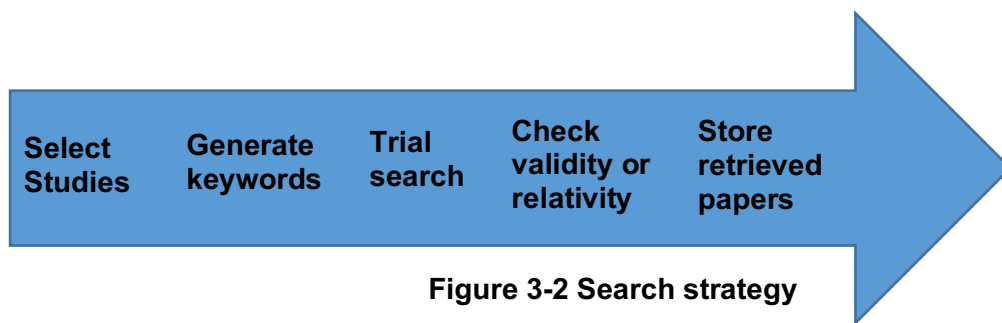 Select
Studies
Generate
keywords
Trial
search
Check
validity or
relativity
Store
retrieved
papers
Figure 3-2 Search strategy